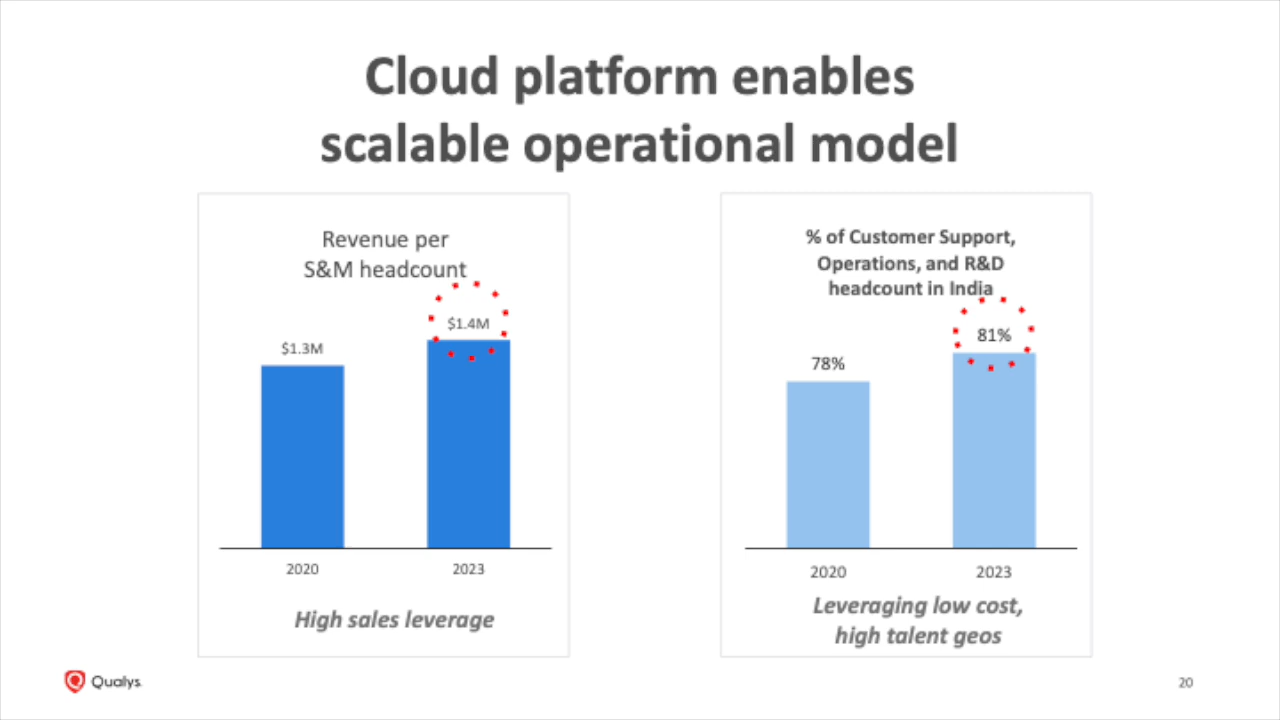 Cloud platform enables
scalable operational model
Revenue per
S&M headcount
$1.3M
$1.4M
2020
2023
High sales leverage
% of Customer Support,
Operations, and R&D
headcount in India
78%
81%
2020
2023
Leveraging low cost,
high talent geos
Qualys.
20